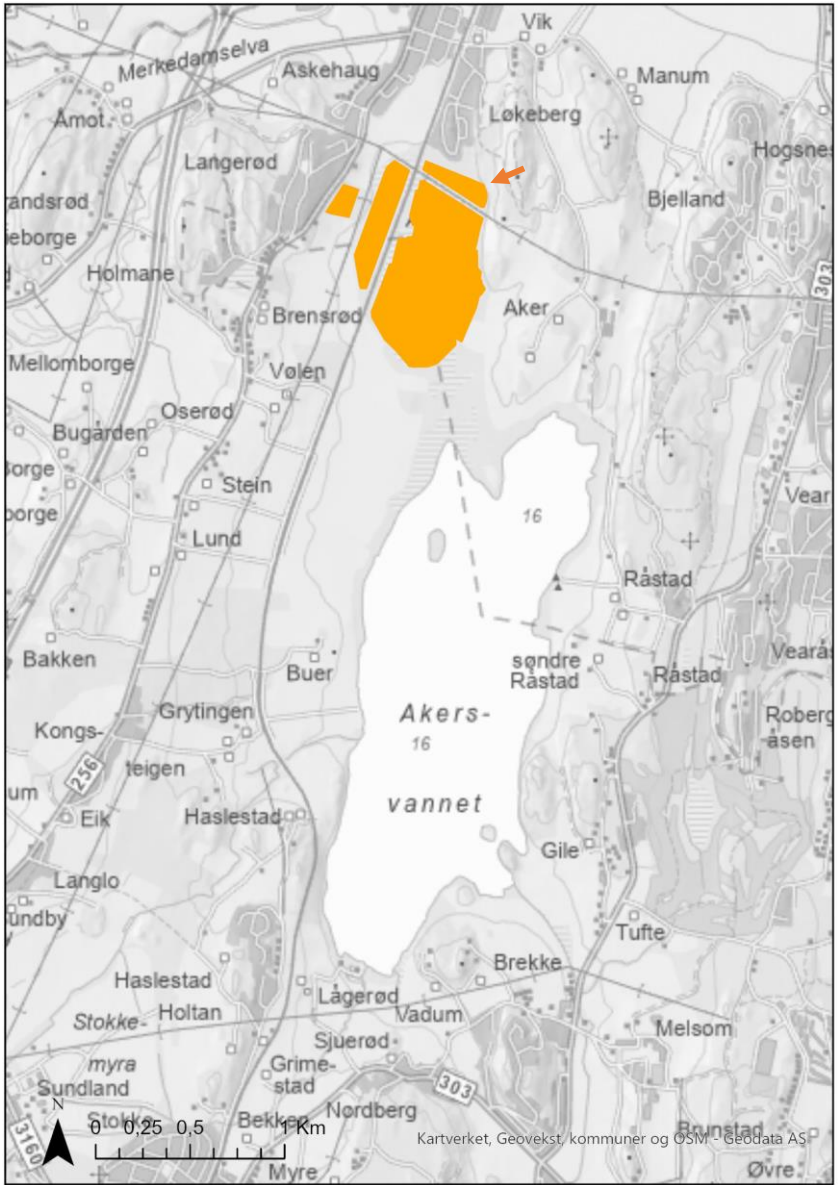 Vik
Merkedamselva
Askehaug
Manum
Åmot
Løkeberg
Hogsnes
Langerød
randsrød
Bjelland
ieborge
Holmane
303
Brensrød
Aker
Mellomborge
Vølen
Oserød
Bugården
Borge
Stein
Vear
borge
16
Lund
Råstad
Bakken
Buer
søndre
Råstad
Råstad
Vearås
Grytingen
Akers-
Roberg
åsen
Kongs-
16
teigen
256
um
vannet
Eik
Haslestad
Gile
Langlo
undby
Tufte
Brekke
Haslestad
Lågerød
Holtan
Vadum
Stokke-
Melsom
Sjuerød
myra
Grime-
stad
Sundland
303
N
Nordberg
Stokke
0 0,25 0,5 1 Km
Bekken
Brunstad
Kartverket, Geovekst, kommuner og OSM - Geodata AS
3160
Myre
Øvre